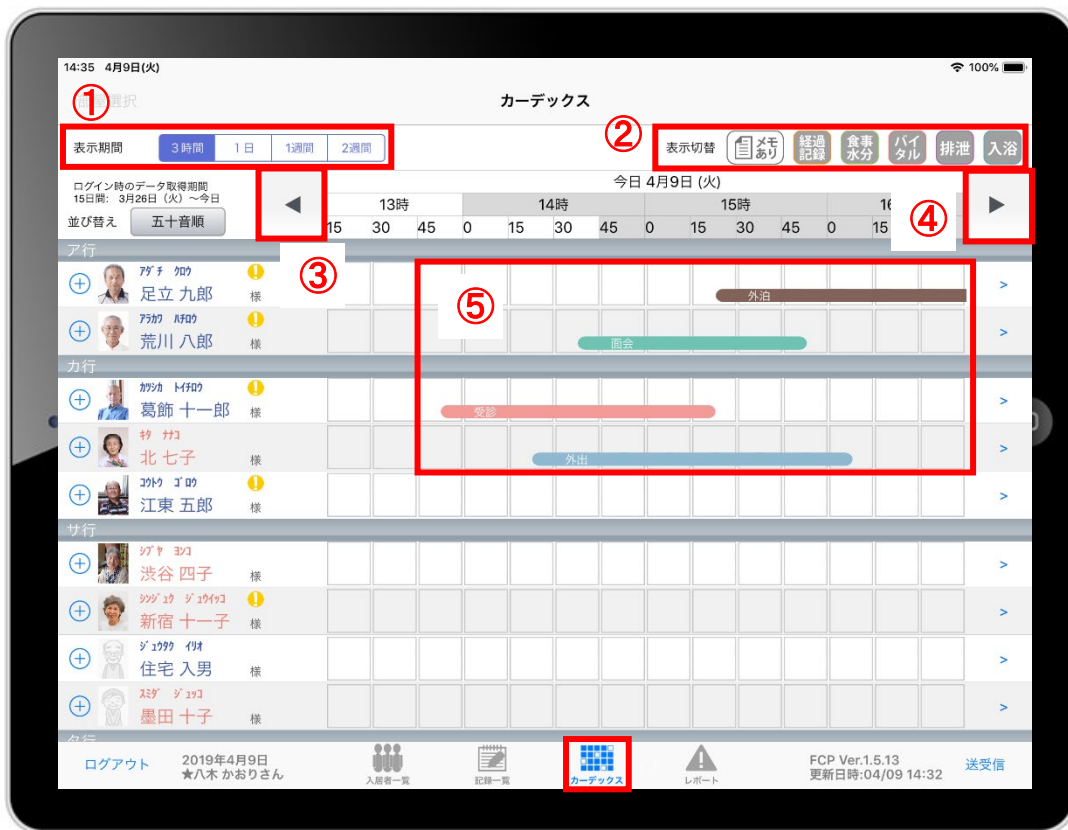 14:35 4月9日(火) 100%
① 部屋選択 カーデックス
表示期間 3時間 1日 1週間 2週間 ② 表示切替 メモあり 経過記録 食事水分 バイタル 排泄 入浴
ログイン時のデータ取得期間
15日間: 3月26日(火)~今日
今日 4月9日 (火)
◀ 13時 14時 15時 ④ ▶
並び替え 五十音順 15 30 45 0 15 30 45 0 15 30 45 0 15
ア行
③ ⑤
アダチ クロウ
足立 九郎 様 外泊 >
アラカワ ハチロウ
荒川 八郎 様 面会 >
カ行
カツシカ トイチロウ
葛飾 十一郎 様 受診 >
キタ ナナコ
北 七子 様 外出 >
コウトウ ゴロウ
江東 五郎 様 >
サ行
シブヤ ヨンコ
渋谷 四子 様 >
シンジュク ジュウイッコ
新宿 十一子 様 >
ジュウタク イリオ
住宅 入男 様 >
スミダ ジュッコ
墨田 十子 様 >
タ行
ログアウト 2019年4月9日
★八木 かおりさん
入居者一覧 記録一覧 カーデックス レポート
FCP Ver.1.5.13
更新日時:04/09 14:32
送受信